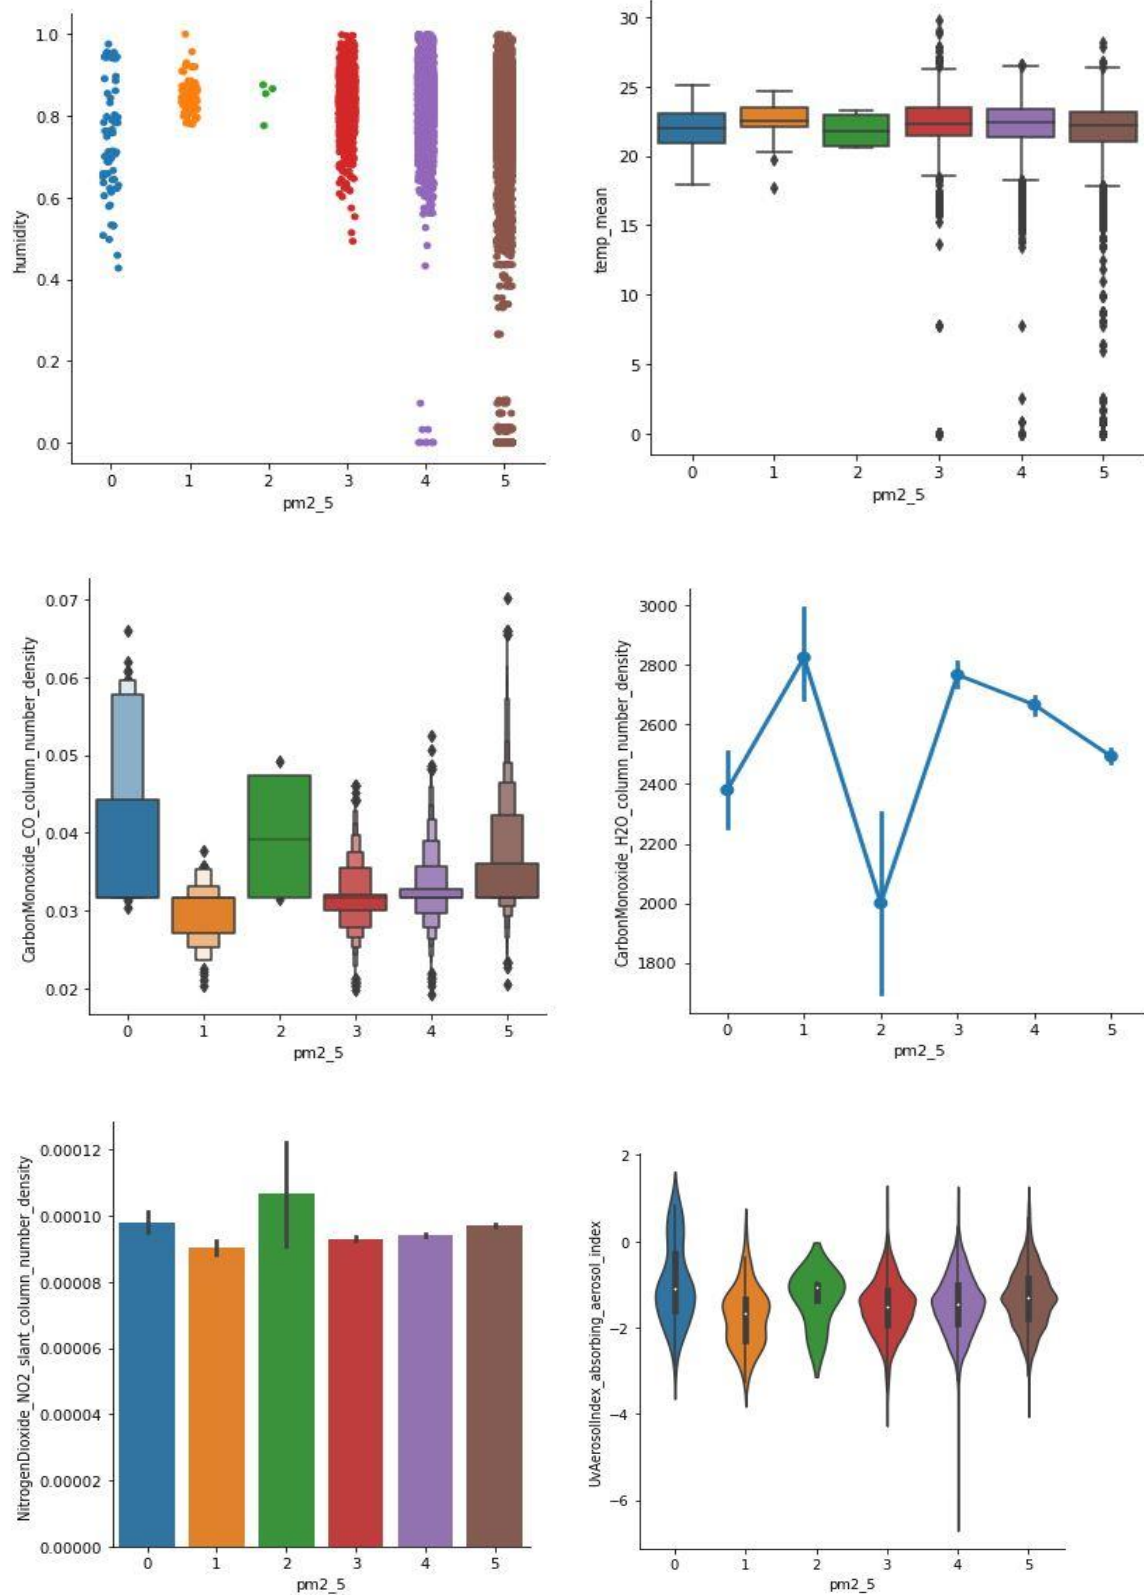 humidity
1.0
0.8
0.6
0.4
0.2
0.0
0 1 2 3 4 5
pm2_5
temp_mean
30
25
20
15
10
5
0
0 1 2 3 4 5
pm2_5
CarbonMonoxide_CO_column_number_density
0.07
0.06
0.05
0.04
0.03
0.02
0 1 2 3 4 5
pm2_5
CarbonMonoxide_H2O_column_number_density
3000
2800
2600
2400
2200
2000
1800
0 1 2 3 4 5
pm2_5
NitrogenDioxide_NO2_slant_column_number_density
0.00012
0.00010
0.00008
0.00006
0.00004
0.00002
0.00000
0 1 2 3 4 5
pm2_5
UvAerosolIndex_absorbing_aerosol_index
2
0
−2
−4
−6
0 1 2 3 4 5
pm2_5